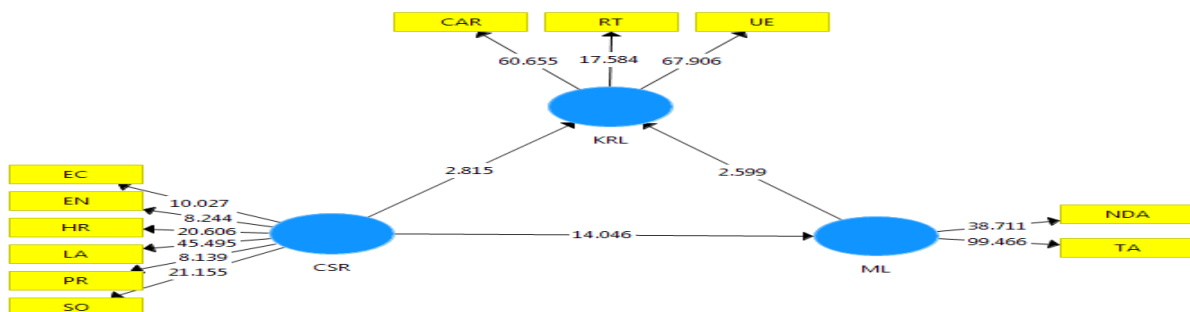 CAR RT UE
60.655 17.584 67.906
KRL
2.815 2.599
EC
10.027
EN
8.244
HR
20.606
LA
45.495
PR
8.139
SO
21.155
CSR
14.046
ML
38.711
NDA
99.466
TA